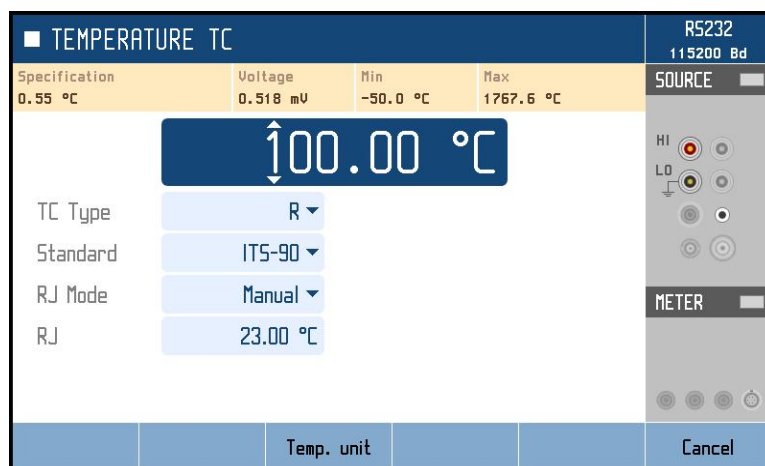 TEMPERATURE TC
RS232
115200 Bd
Specification Voltage Min Max
0.55 °C 0.518 mV -50.0 °C 1767.6 °C
SOURCE
100.00 °C
HI
LO
TC Type R
Standard ITS-90
RJ Mode Manual
RJ 23.00 °C
METER
Temp. unit Cancel